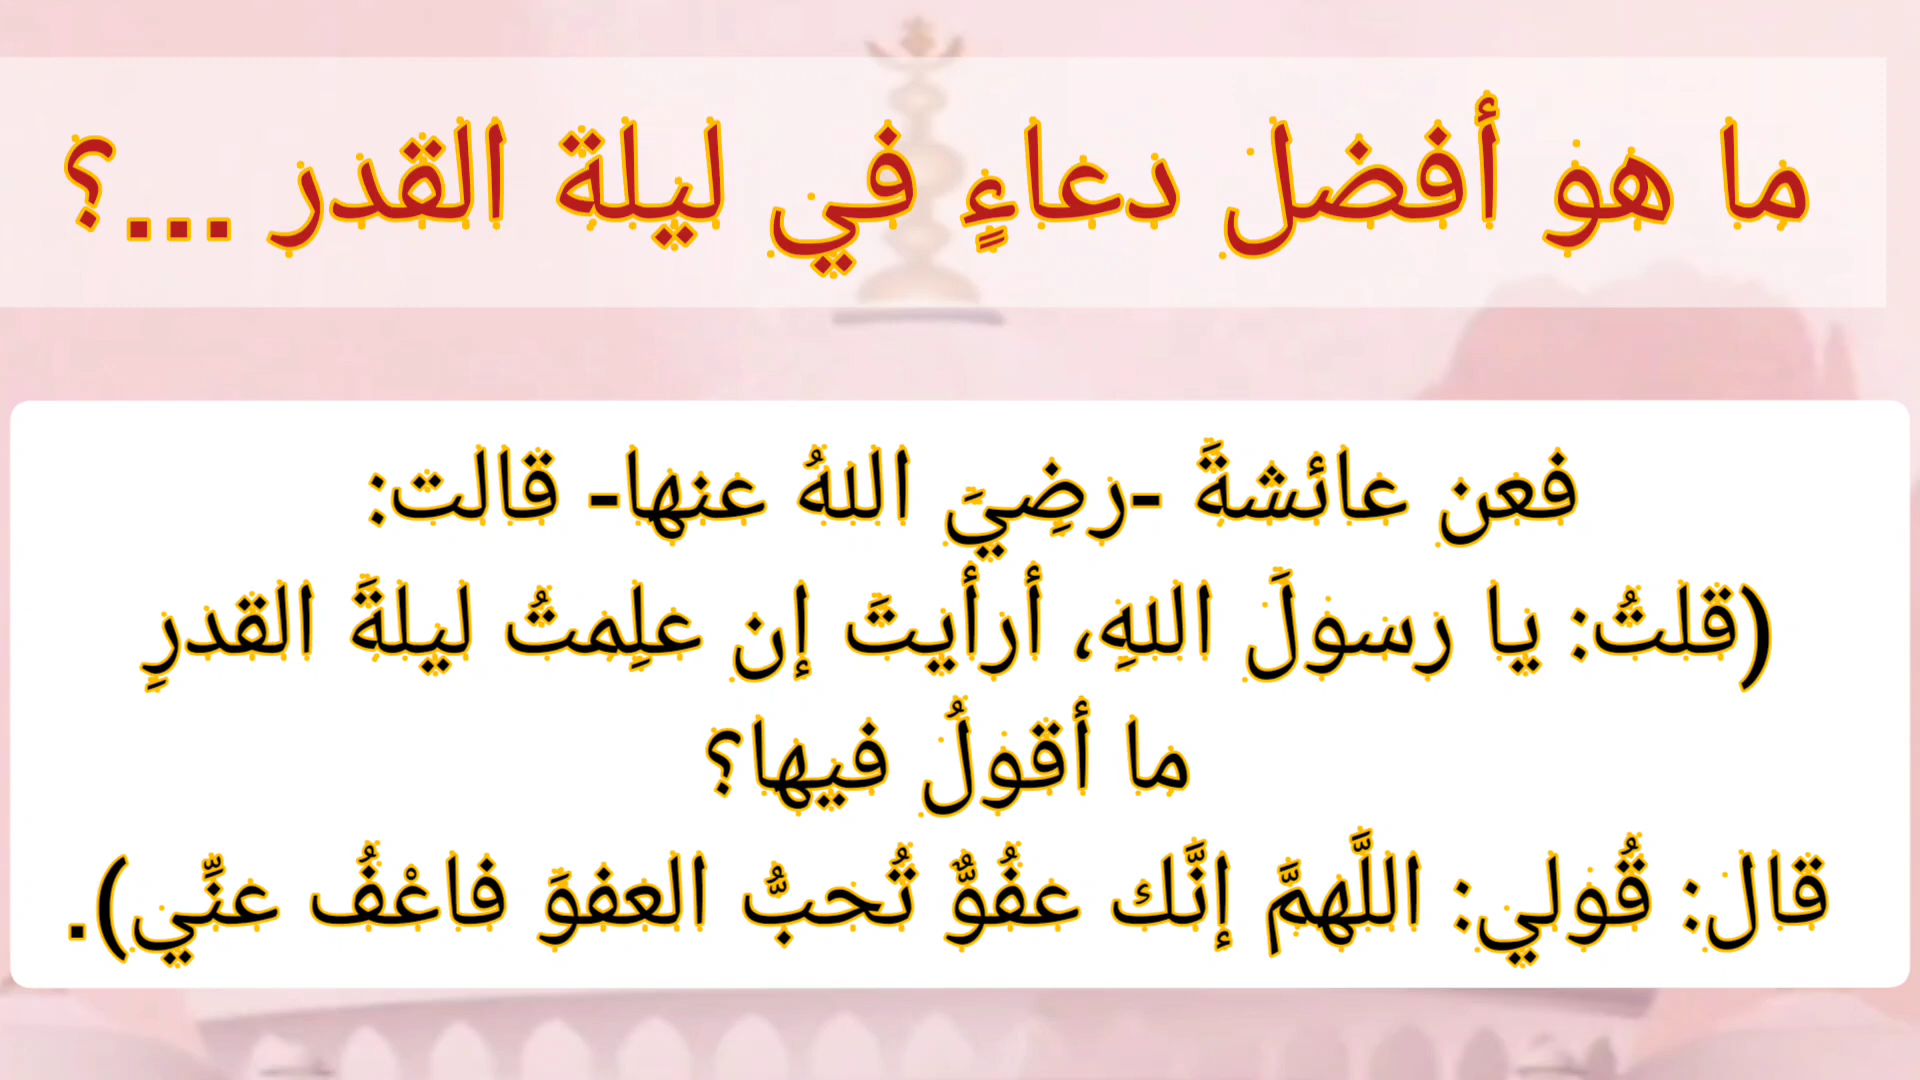 ما هو أفضل دعاءٍ في ليلة القدر ...؟
فعن عائشةَ -رضِيَ اللهُ عنها- قالت:
(قلتُ: يا رسولَ اللهِ، أرأيتَ إن علِمتُ ليلةَ القدرِ
ما أقولُ فيها؟
قال: قُولي: اللَّهمَّ إنَّك عفُوٌّ تُحبُّ العفوَ فاعْفُ عنِّي).